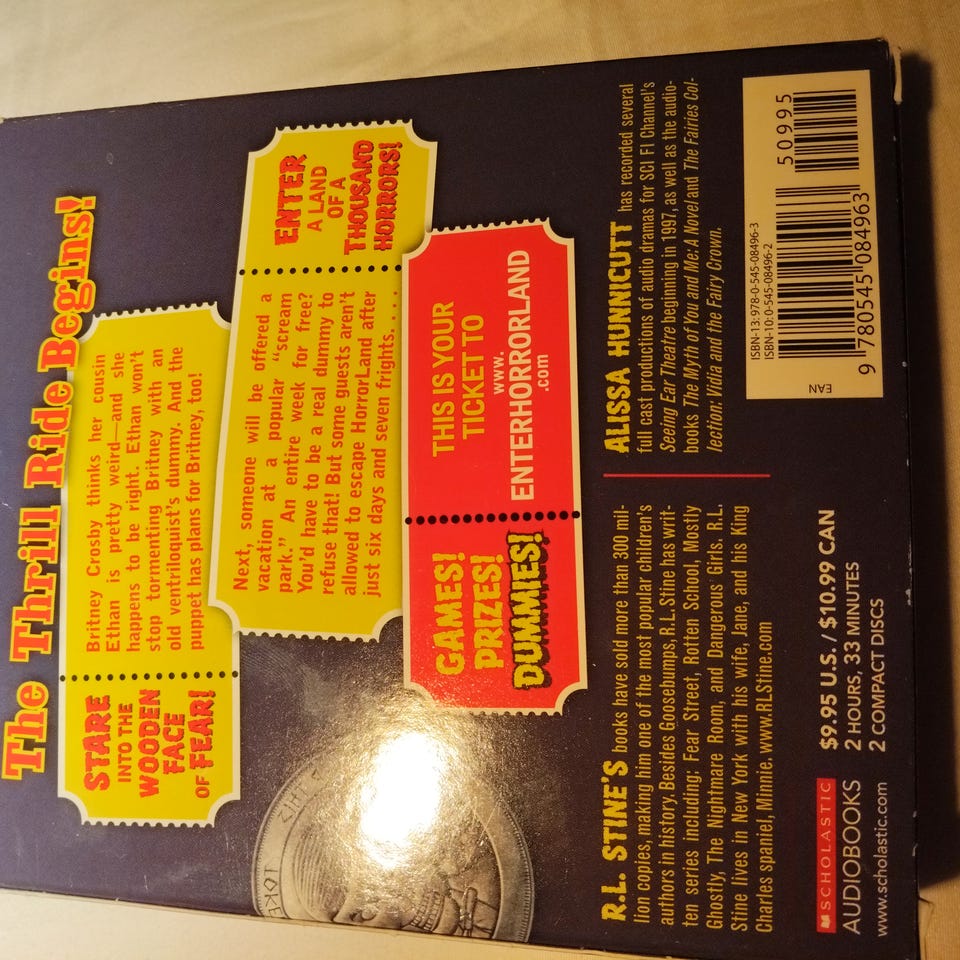 The Thrill Ride Begins!
STARE
INTO THE
WOODEN
FACE
OF FEAR!
Britney Crosby thinks her cousin
Ethan is pretty weird—and she
happens to be right. Ethan won't
stop tormenting Britney with an
old ventriloquist's dummy. And the
puppet has plans for Britney, too!
Next, someone will be offered a
vacation at a popular "scream
park." An entire week for free?
You'd have to be a real dummy to
refuse that! But some guests aren't
allowed to escape HorrorLand after
just six days and seven frights. . . . .
ENTER
A LAND
OF A
THOUSAND
HORRORS!
GAMES!
PRIZES!
DUMMIES!
THIS IS YOUR
TICKET TO
www.
ENTERHORRORLAND
.com
R.L. STINE'S books have sold more than 300 mil-
lion copies, making him one of the most popular children's
authors in history. Besides Goosebumps, R.L.Stine has writ-
ten series including: Fear Street, Rotten School, Mostly
Ghostly, The Nightmare Room, and Dangerous Girls. R.L.
Stine lives in New York with his wife, Jane, and his King
Charles spaniel, Minnie. www.RLStine.com
ALISSA HUNNICUTT has recorded several
full cast productions of audio dramas for SCI FI Channel's
Seeing Ear Theatre beginning in 1997, as well as the audio-
books The Myth of You and Me: A Novel and The Fairies Col-
lection: Vidia and the Fairy Crown.
SCHOLASTIC
AUDIOBOOKS
www.scholastic.com
$9.95 U.S. / $10.99 CAN
2 HOURS, 33 MINUTES
2 COMPACT DISCS
ISBN-13: 978-0-545-08496-3
ISBN-10: 0-545-08496-2
50995
EAN
9 780545 084963